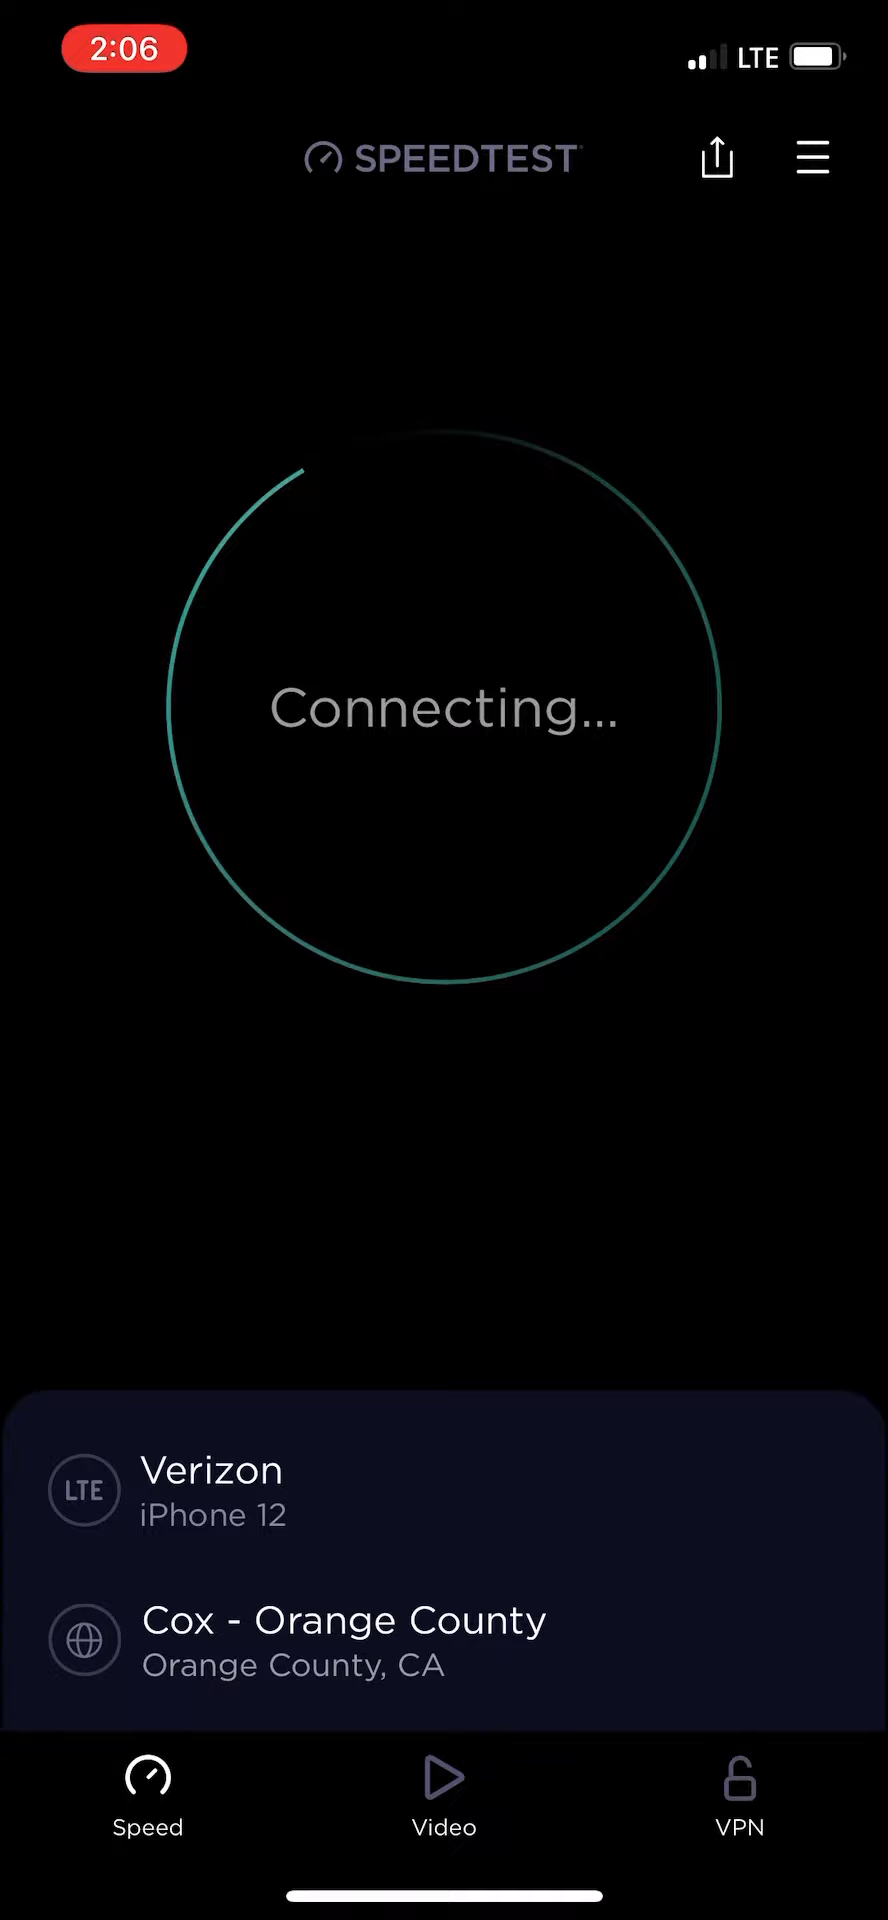 2:06
LTE
SPEEDTEST
Connecting...
LTE
Verizon
iPhone 12
Cox - Orange County
Orange County, CA
Speed
Video
VPN